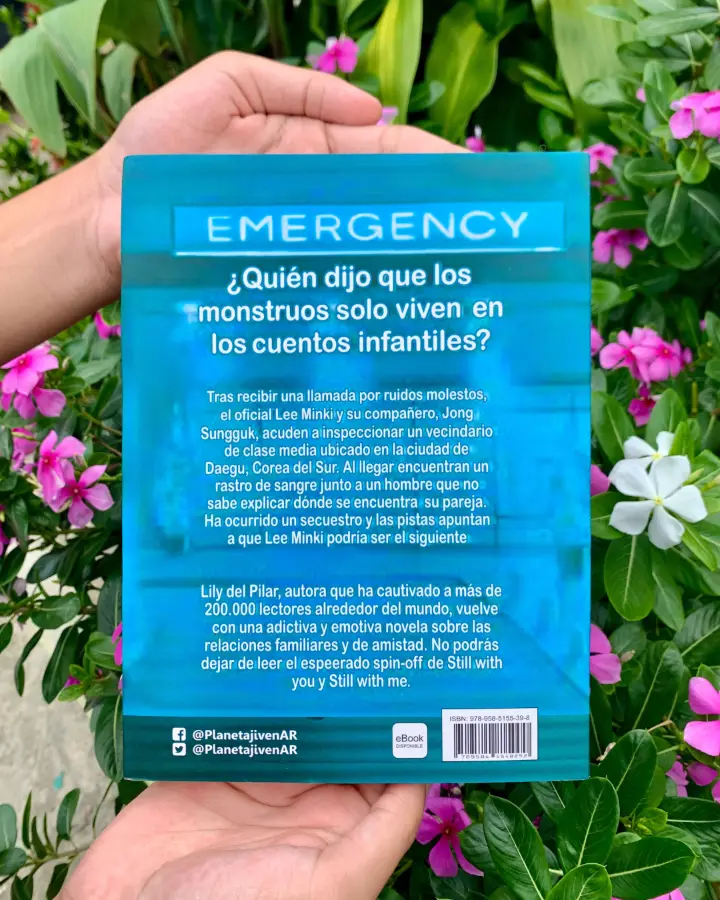 EMERGENCY
¿Quién dijo que los
monstruos solo viven en
los cuentos infantiles?
Tras recibir una llamada por ruidos molestos,
el oficial Lee Minki y su compañero, Jong
Sungguk, acuden a inspeccionar un vecindario
de clase media ubicado en la ciudad de
Daegu, Corea del Sur. Al llegar encuentran un
rastro de sangre junto a un hombre que no
sabe explicar dónde se encuentra su pareja.
Ha ocurrido un secuestro y las pistas apuntan
a que Lee Minki podría ser el siguiente
Lily del Pilar, autora que ha cautivado a más de
200.000 lectores alrededor del mundo, vuelve
con una adictiva y emotiva novela sobre las
relaciones familiares y de amistad. No podrás
dejar de leer el espeerado spin-off de Still with
you y Still with me.
@PlanetajivenAR
@PlanetajivenAR
eBook
DISPONIBLE
ISBN: 978-958-5155-39-8